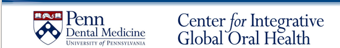 Penn
Dental Medicine
UNIVERSITY of PENNSYLVANIA
Center for Integrative
Global Oral Health